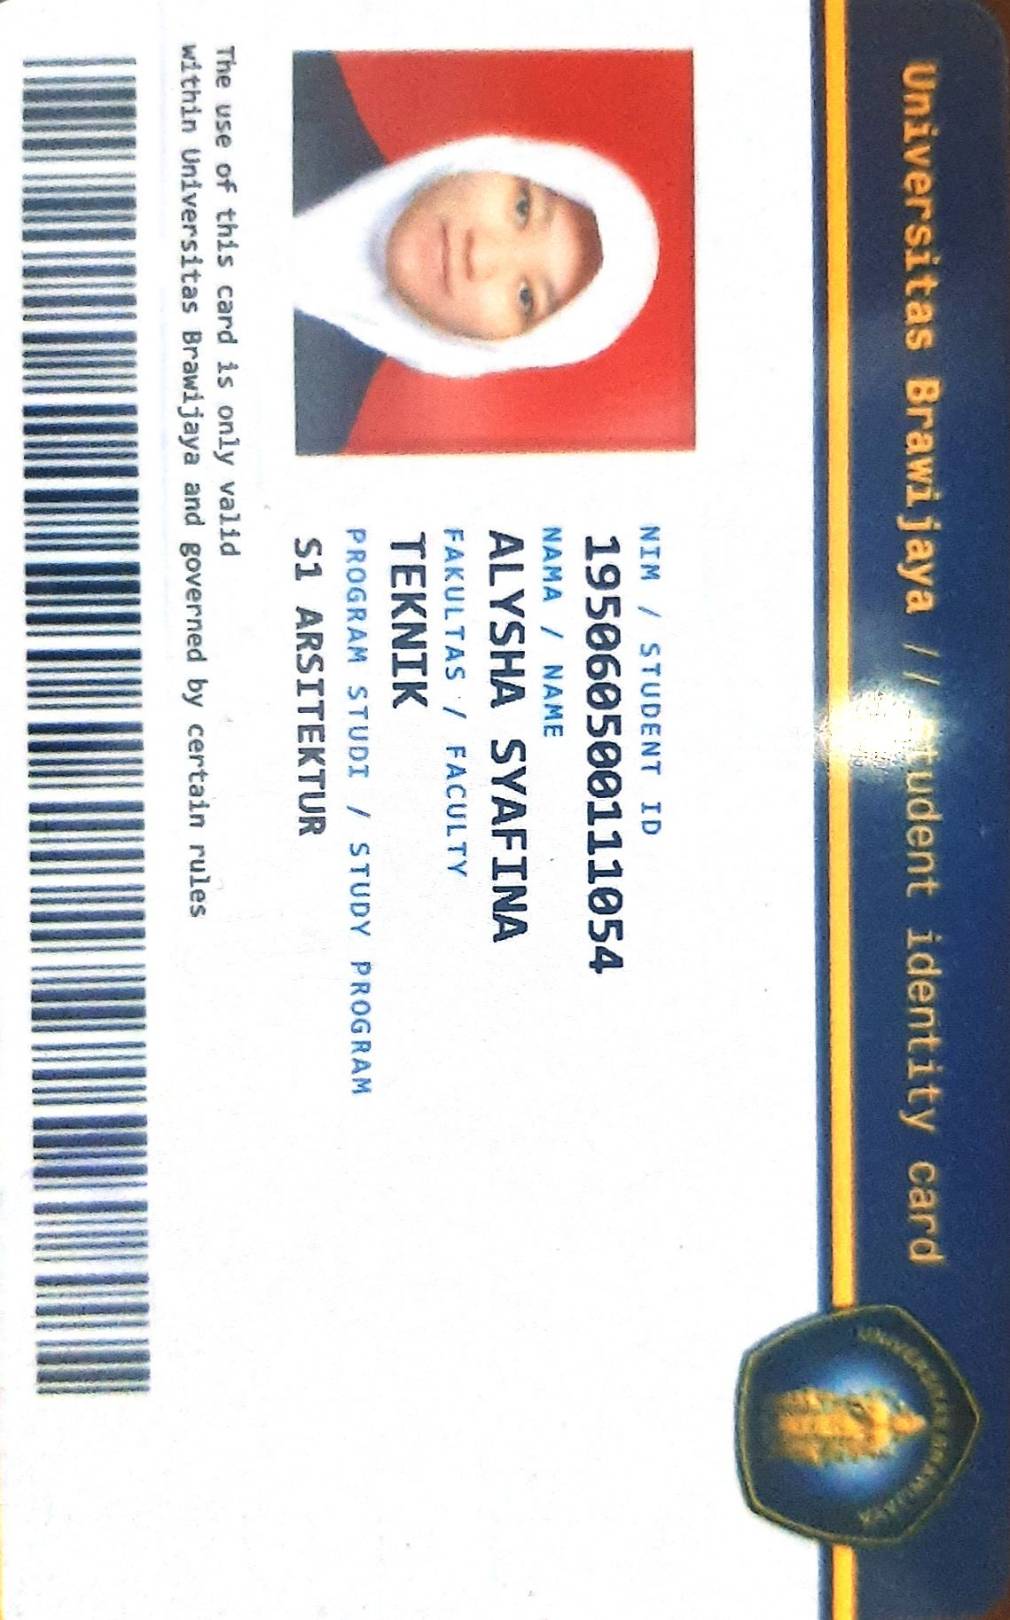 Universitas Brawijaya // Student identity card
UNIVERSITAS BRAWIJAYA
NIM / STUDENT ID
195060500111054
NAMA / NAME
ALYSHA SYAFINA
FAKULTAS / FACULTY
TEKNIK
PROGRAM STUDI / STUDY PROGRAM
S1 ARSITEKTUR
The use of this card is only valid
within Universitas Brawijaya and governed by certain rules